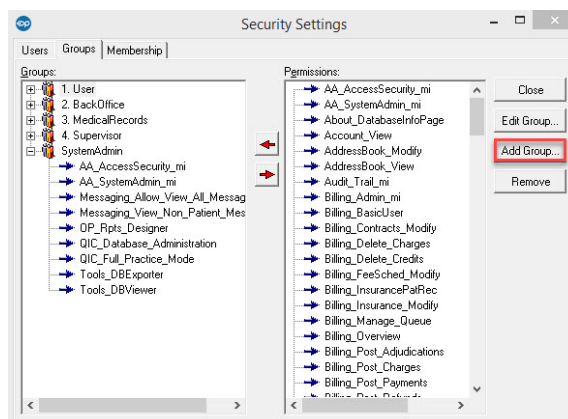 op
Security Settings
Users Groups Membership
Groups:
1. User
2. BackOffice
3. MedicalRecords
4. Supervisor
SystemAdmin
AA_AccessSecurity_mi
AA_SystemAdmin_mi
Messaging_Allow_View_All_Messag
Messaging_View_Non_Patient_Mes
OP_Rpts_Designer
QIC_Database_Administration
QIC_Full_Practice_Mode
Tools_DBExporter
Tools_DBViewer
Permissions:
AA_AccessSecurity_mi
AA_SystemAdmin_mi
About_DatabaseInfoPage
Account_View
AddressBook_Modify
AddressBook_View
Audit_Trail_mi
Billing_Admin_mi
Billing_BasicUser
Billing_Contracts_Modify
Billing_Delete_Charges
Billing_Delete_Credits
Billing_FeeSched_Modify
Billing_InsurancePatRec
Billing_Insurance_Modify
Billing_Manage_Queue
Billing_Overview
Billing_Post_Adjudications
Billing_Post_Charges
Billing_Post_Payments
Billing_Post_Refunds
Close
Edit Group...
Add Group...
Remove